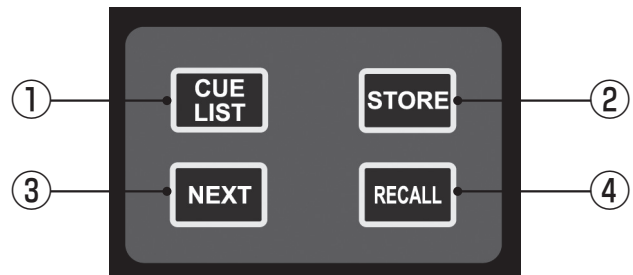 ①
CUE
LIST
STORE
②
③
NEXT
RECALL
④